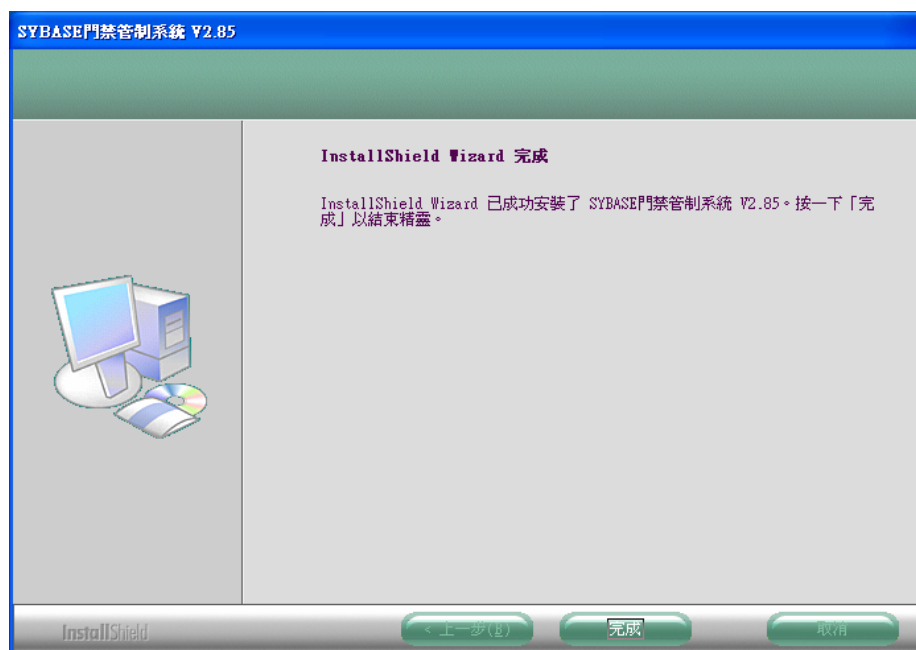 SYBASE門禁管制系統 V2.85
InstallShield Wizard 完成
InstallShield Wizard 已成功安裝了 SYBASE門禁管制系統 V2.85。按一下「完
成」以結束精靈。
InstallShield
< 上一步(B)
完成
取消